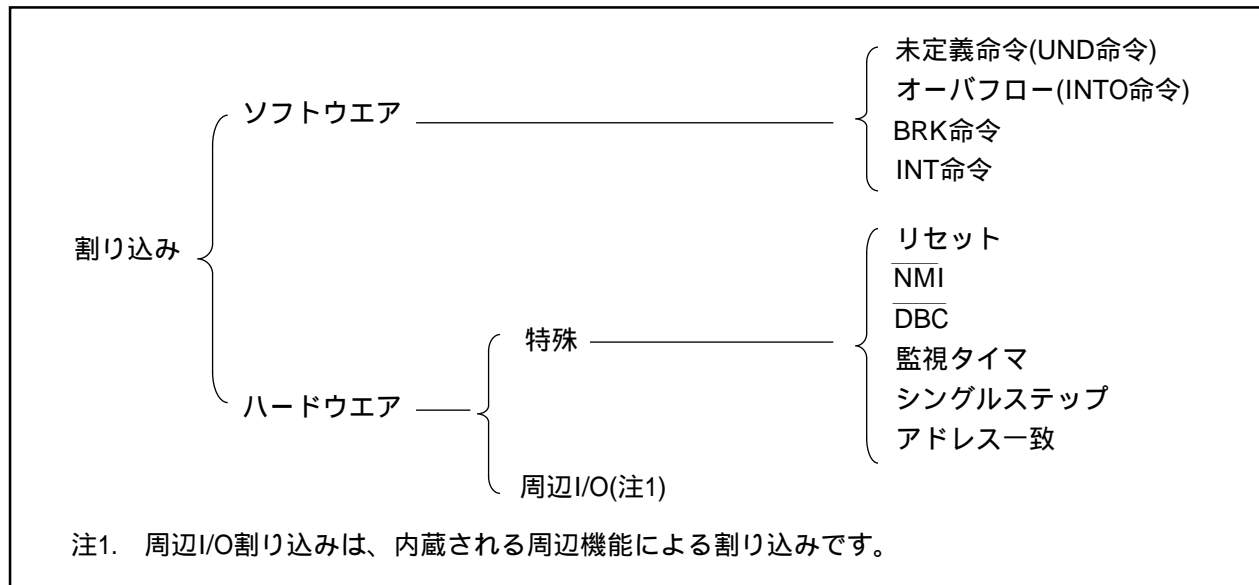 未定義命令(UND命令)
オーバフロー(INTO命令)
ソフトウエア
BRK命令
INT命令
割り込み
リセット
N̅M̅I̅
D̅B̅C̅
特殊
監視タイマ
シングルステップ
ハードウエア
アドレス一致
周辺I/O(注1)
注1. 周辺I/O割り込みは、内蔵される周辺機能による割り込みです。